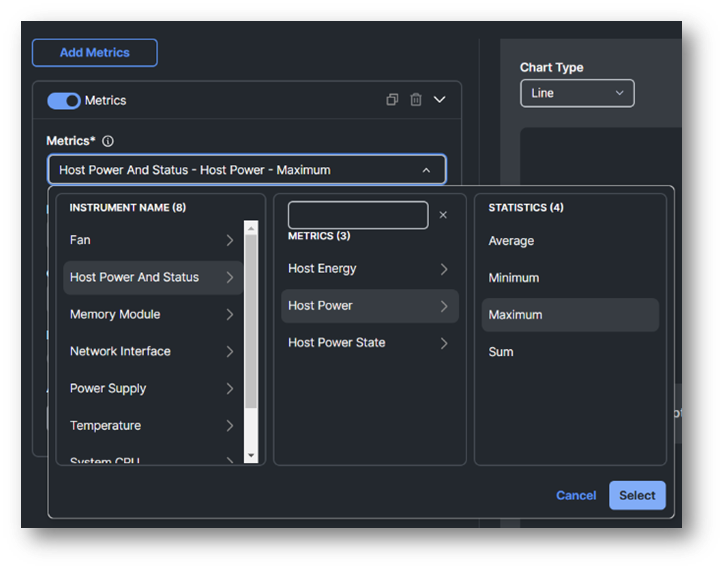 Add Metrics
Metrics
Metrics*
Host Power And Status - Host Power - Maximum
INSTRUMENT NAME (8)
Fan
Host Power And Status
Memory Module
Network Interface
Power Supply
Temperature
System CPU
METRICS (3)
Host Energy
Host Power
Host Power State
STATISTICS (4)
Average
Minimum
Maximum
Sum
Cancel
Select
Chart Type
Line